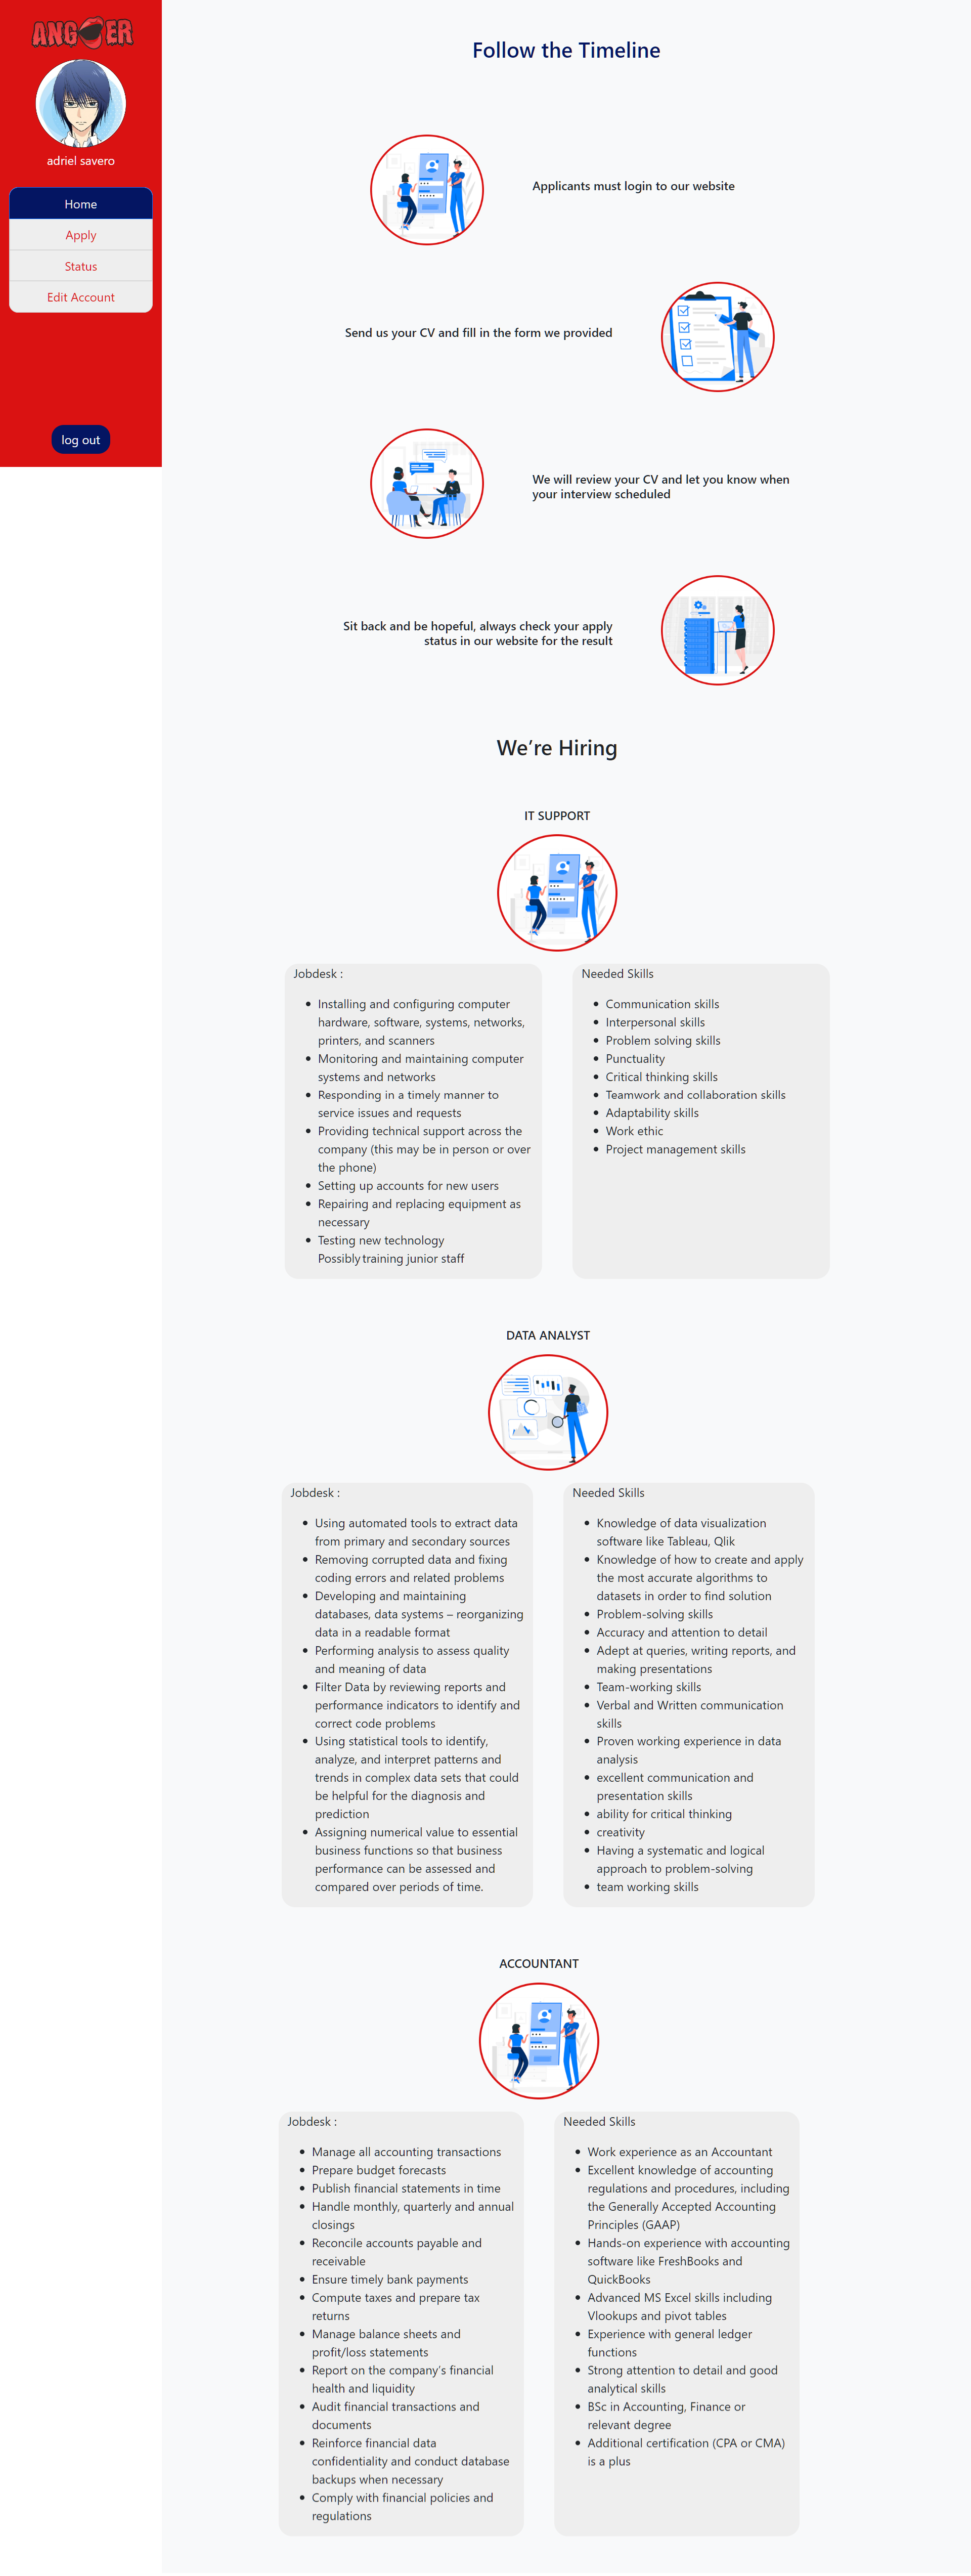 ANGER
adriel savero
Home
Apply
Status
Edit Account
log out
Follow the Timeline
Applicants must login to our website
Send us your CV and fill in the form we provided
We will review your CV and let you know when
your interview scheduled
Sit back and be hopeful, always check your apply
status in our website for the result
We're Hiring
IT SUPPORT
Jobdesk :
Installing and configuring computer
hardware, software, systems, networks,
printers, and scanners
Monitoring and maintaining computer
systems and networks
Responding in a timely manner to
service issues and requests
Providing technical support across the
company (this may be in person or over
the phone)
Setting up accounts for new users
Repairing and replacing equipment as
necessary
Testing new technology
Possibly training junior staff
Needed Skills
Communication skills
Interpersonal skills
Problem solving skills
Punctuality
Critical thinking skills
Teamwork and collaboration skills
Adaptability skills
Work ethic
Project management skills
DATA ANALYST
Jobdesk :
Using automated tools to extract data
from primary and secondary sources
Removing corrupted data and fixing
coding errors and related problems
Developing and maintaining
databases, data systems – reorganizing
data in a readable format
Performing analysis to assess quality
and meaning of data
Filter Data by reviewing reports and
performance indicators to identify and
correct code problems
Using statistical tools to identify,
analyze, and interpret patterns and
trends in complex data sets that could
be helpful for the diagnosis and
prediction
Assigning numerical value to essential
business functions so that business
performance can be assessed and
compared over periods of time.
Needed Skills
Knowledge of data visualization
software like Tableau, Qlik
Knowledge of how to create and apply
the most accurate algorithms to
datasets in order to find solution
Problem-solving skills
Accuracy and attention to detail
Adept at queries, writing reports, and
making presentations
Team-working skills
Verbal and Written communication
skills
Proven working experience in data
analysis
excellent communication and
presentation skills
ability for critical thinking
creativity
Having a systematic and logical
approach to problem-solving
team working skills
ACCOUNTANT
Jobdesk :
Manage all accounting transactions
Prepare budget forecasts
Publish financial statements in time
Handle monthly, quarterly and annual
closings
Reconcile accounts payable and
receivable
Ensure timely bank payments
Compute taxes and prepare tax
returns
Manage balance sheets and
profit/loss statements
Report on the company's financial
health and liquidity
Audit financial transactions and
documents
Reinforce financial data
confidentiality and conduct database
backups when necessary
Comply with financial policies and
regulations
Needed Skills
Work experience as an Accountant
Excellent knowledge of accounting
regulations and procedures, including
the Generally Accepted Accounting
Principles (GAAP)
Hands-on experience with accounting
software like FreshBooks and
QuickBooks
Advanced MS Excel skills including
Vlookups and pivot tables
Experience with general ledger
functions
Strong attention to detail and good
analytical skills
BSc in Accounting, Finance or
relevant degree
Additional certification (CPA or CMA)
is a plus